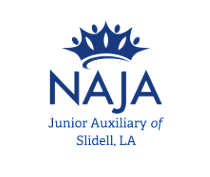 NAJA
Junior Auxiliary of
Slidell, LA